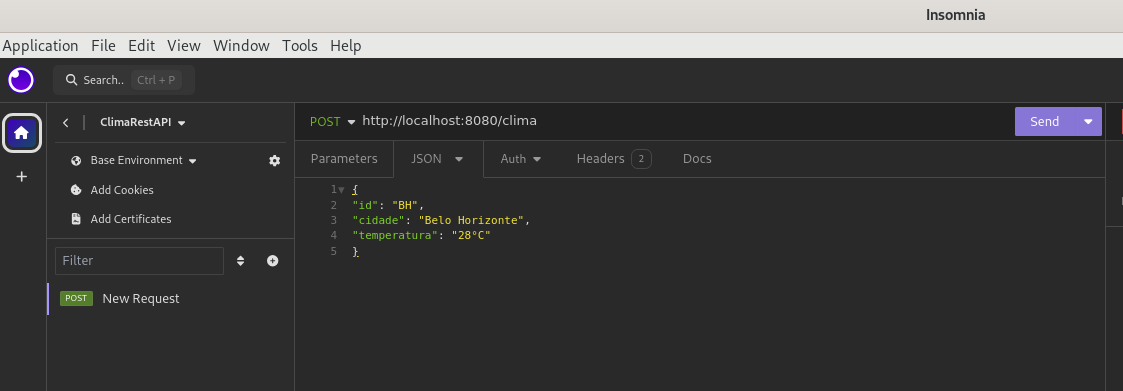 Insomnia
Application File Edit View Window Tools Help
Search.. Ctrl + P
ClimaRestAPI
POST http://localhost:8080/clima Send
Base Environment
Parameters JSON Auth Headers 2 Docs
Add Cookies
Add Certificates
Filter
POST New Request
1 {
2 "id": "BH",
3 "cidade": "Belo Horizonte",
4 "temperatura": "28°C"
5 }